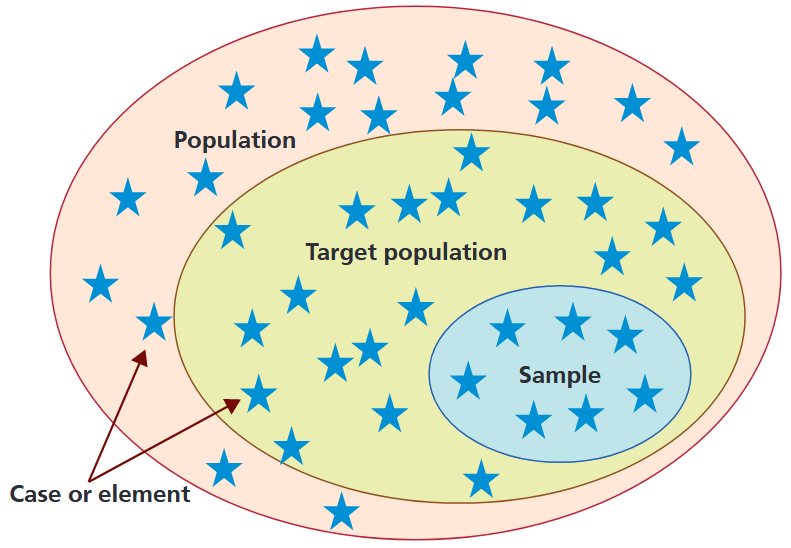 Population
Target population
Sample
Case or element